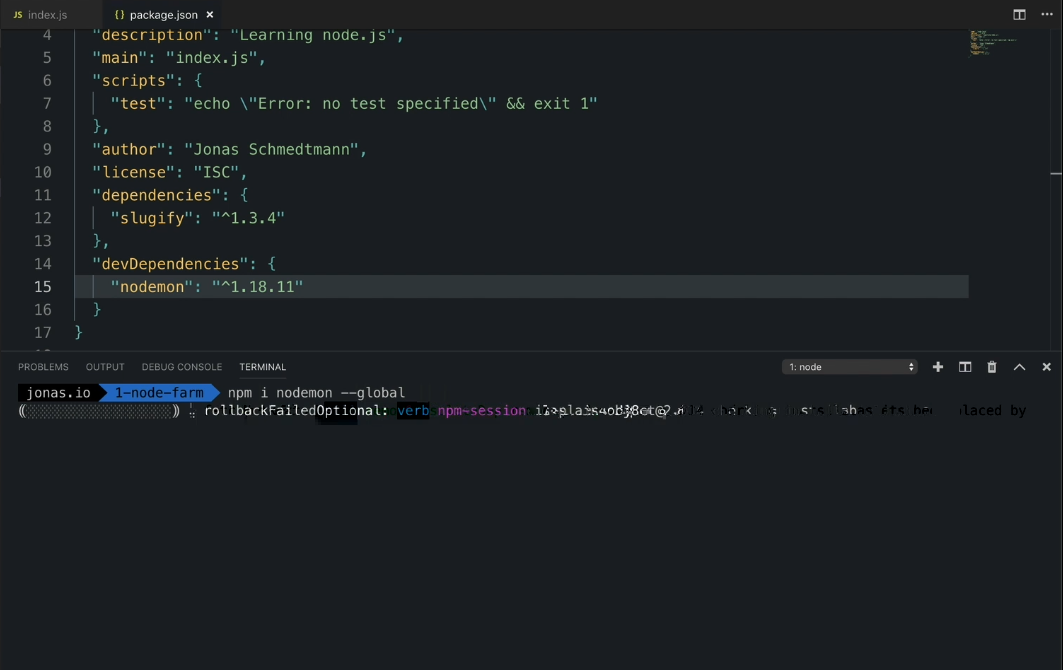 JS index.js
{} package.json ×
4 "description": "Learning node.js",
5 "main": "index.js",
6 "scripts": {
7 "test": "echo \"Error: no test specified\" && exit 1"
8 },
9 "author": "Jonas Schmedtmann",
10 "license": "ISC",
11 "dependencies": {
12 "slugify": "^1.3.4"
13 },
14 "devDependencies": {
15 "nodemon": "^1.18.11"
16 }
17 }
PROBLEMS OUTPUT DEBUG CONSOLE TERMINAL 1: node
jonas.io 1-node-farm npm i nodemon --global
rollbackFailedOptional: verb npm-session laced by